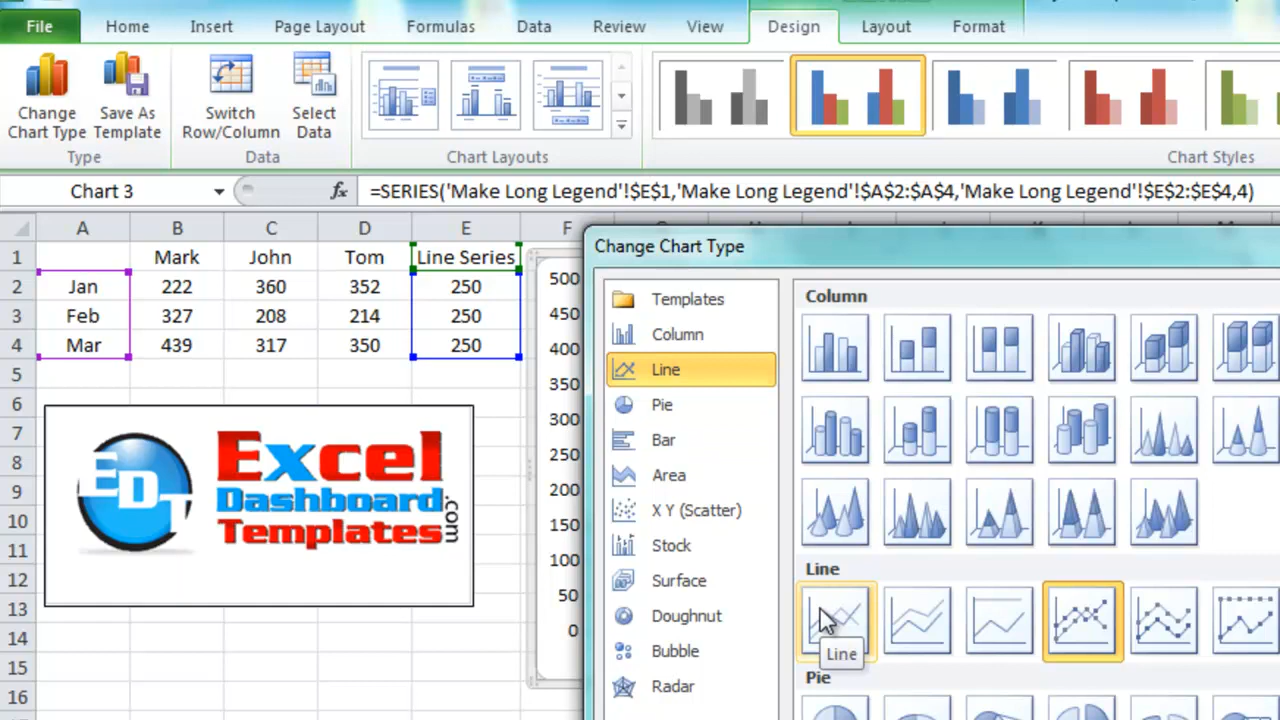 File Home Insert Page Layout Formulas Data Review View Design Layout Format
Change Chart Type Save As Template Switch Row/Column Select Data
Type Data Chart Layouts Chart Styles
Chart 3 fx =SERIES('Make Long Legend'!$E$1,'Make Long Legend'!$A$2:$A$4,'Make Long Legend'!$E$2:$E$4,4)
A B C D E F
1 Mark John Tom Line Series
2 Jan 222 360 352 250
3 Feb 327 208 214 250
4 Mar 439 317 350 250
5
6
7
8
9
10
11
12
13
14
15
16
EDT Excel
Dashboard
Templates
.com
500
450
400
350
300
250
200
150
100
50
0
Change Chart Type
Templates
Column
Line
Pie
Bar
Area
X Y (Scatter)
Stock
Surface
Doughnut
Bubble
Radar
Column
Line
Line
Pie